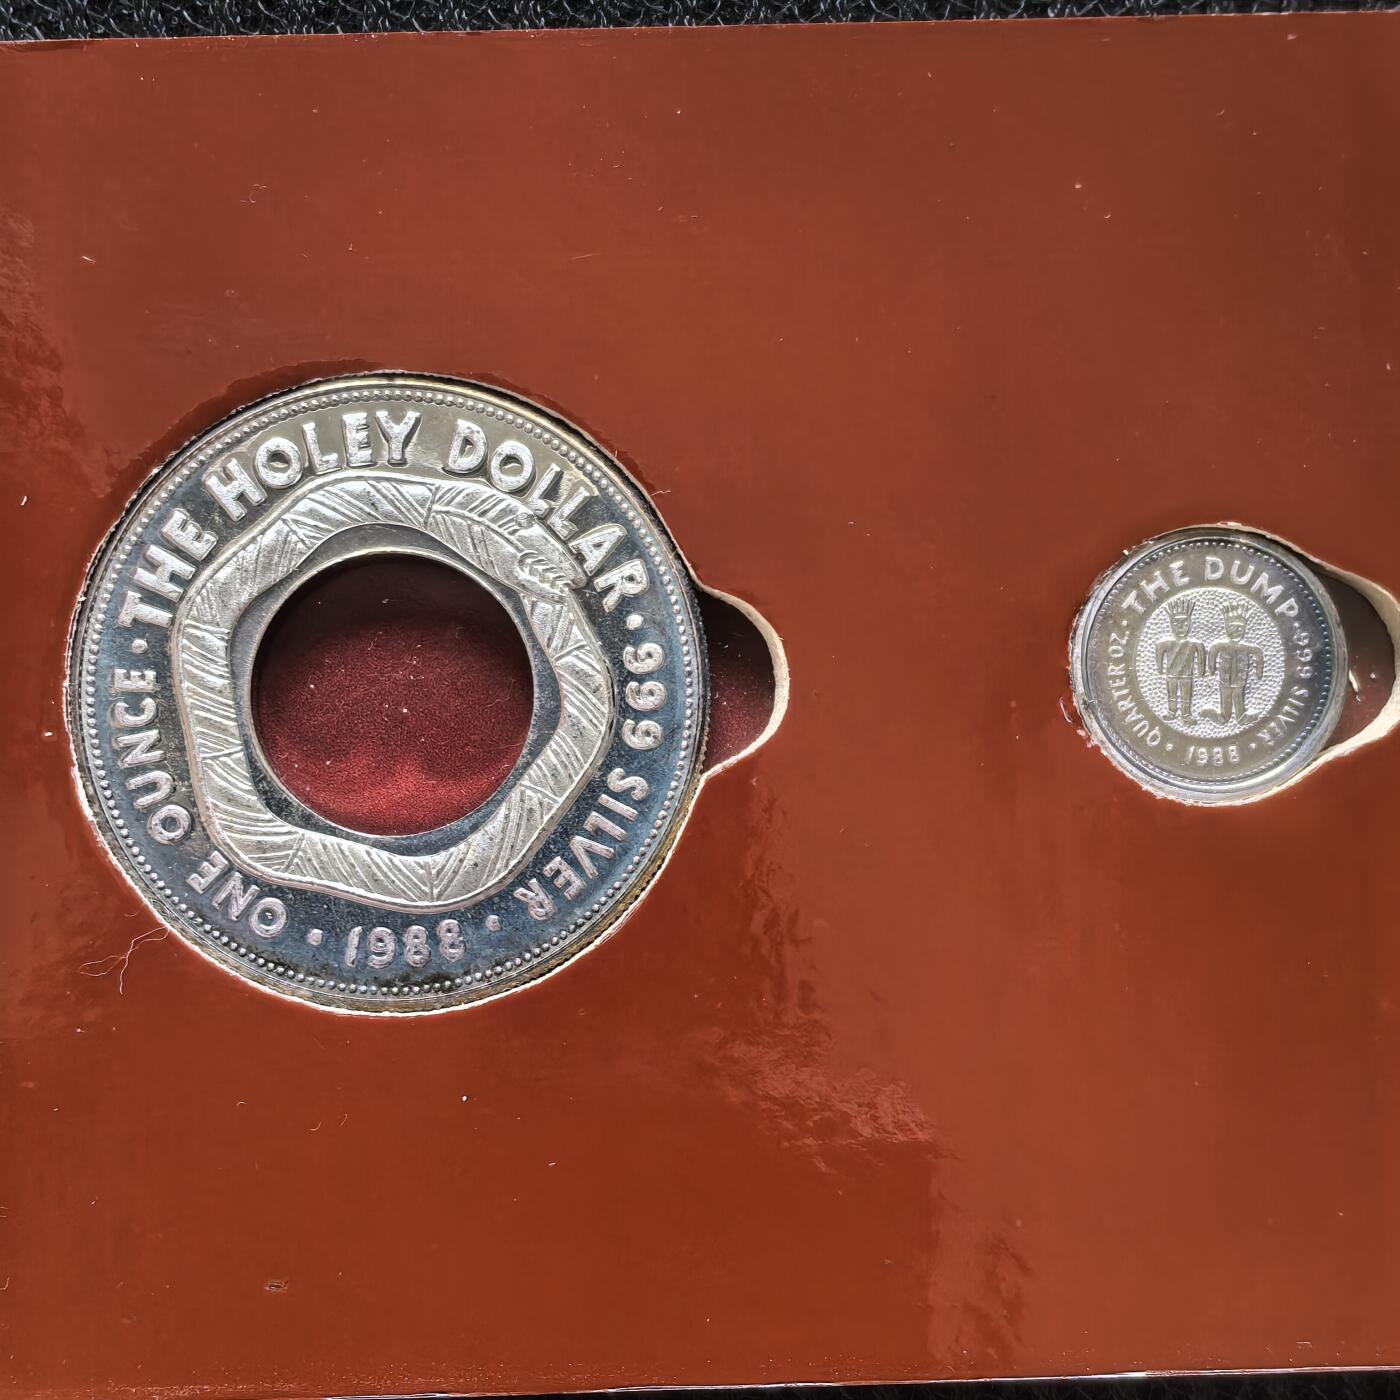 THE HOLEY DOLLAR · 999 SILVER · 1988 · ONE OUNCE ·
THE DUMP · 999 SILVER · 1988 · QUARTER OZ. ·